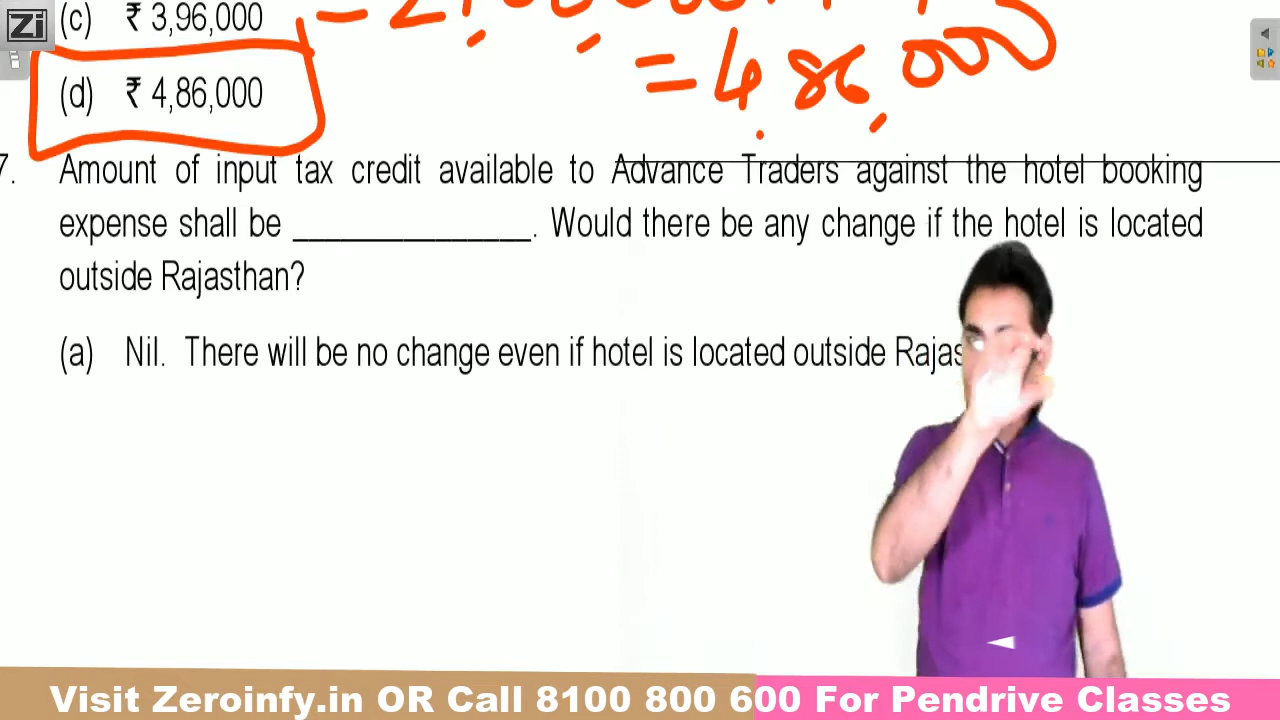 Zi
(c) ₹ 3,96,000
(d) ₹ 4,86,000
= 4,86,000
7. Amount of input tax credit available to Advance Traders against the hotel booking
expense shall be _______________. Would there be any change if the hotel is located
outside Rajasthan?
(a) Nil. There will be no change even if hotel is located outside
Visit Zeroinfy.in OR Call 8100 800 600 For Pendrive Classes